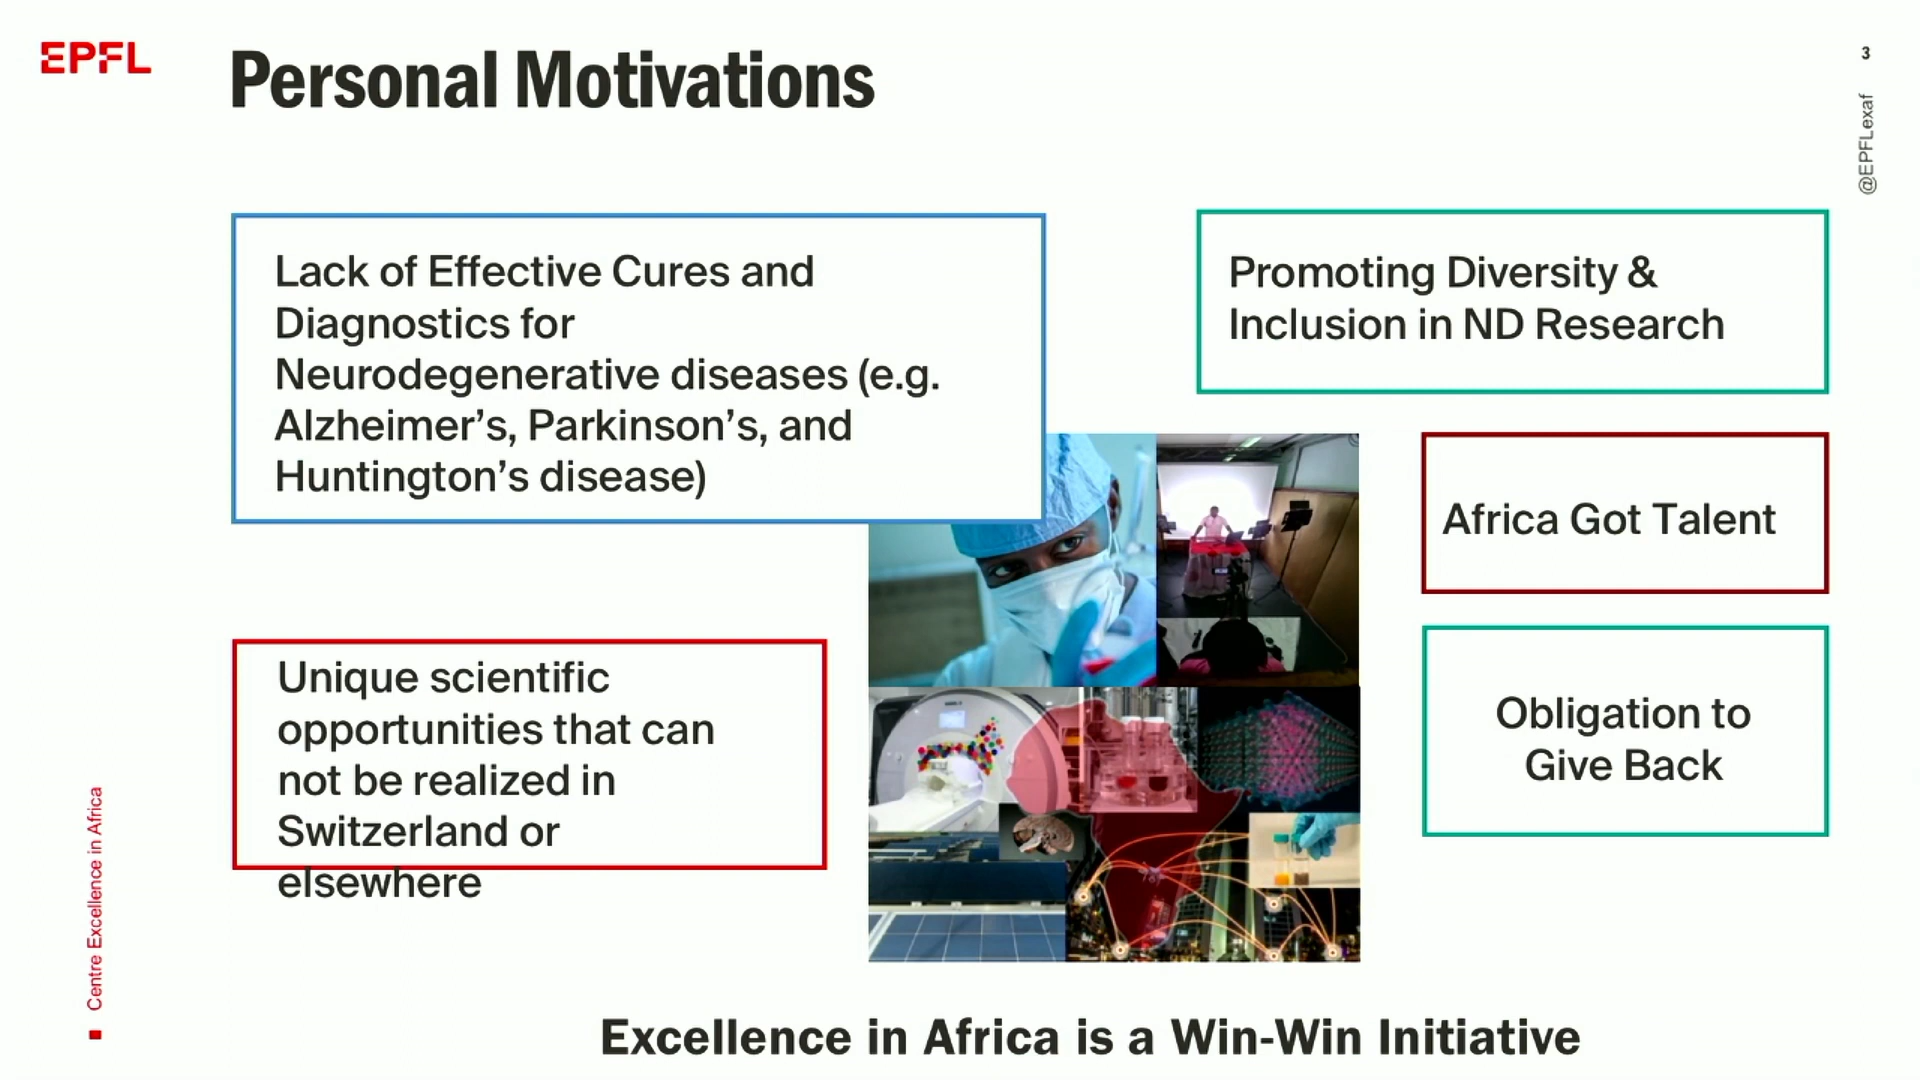 EPFL
Personal Motivations
3
@EPFLexaf
Lack of Effective Cures and
Diagnostics for
Neurodegenerative diseases (e.g.
Alzheimer’s, Parkinson’s, and
Huntington’s disease)
Promoting Diversity &
Inclusion in ND Research
Africa Got Talent
Unique scientific
opportunities that can
not be realized in
Switzerland or
elsewhere
Obligation to
Give Back
Centre Excellence in Africa
Excellence in Africa is a Win-Win Initiative